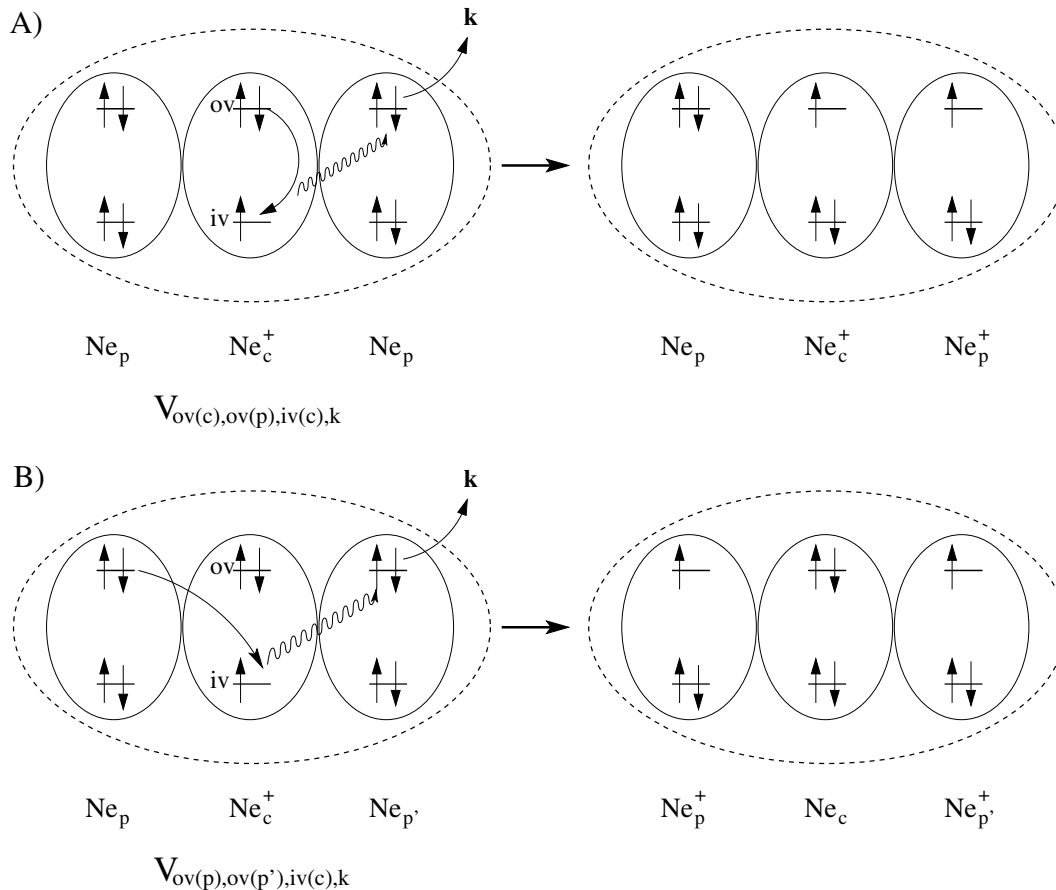 A) k
ov
iv
Ne_p Ne_c^+ Ne_p Ne_p Ne_c^+ Ne_p^+
V_ov(c),ov(p),iv(c),k
B) k
ov
iv
Ne_p Ne_c^+ Ne_p' Ne_p^+ Ne_c Ne_p'^+
V_ov(p),ov(p'),iv(c),k